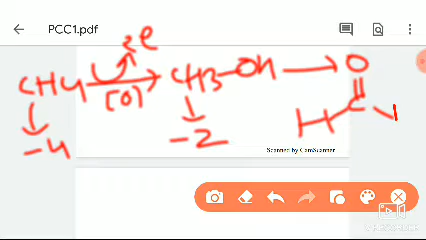 PCC1.pdf
2e
CH4 [O] CH3-OH O
C
H
-4 -2
Scanned by CamScanner